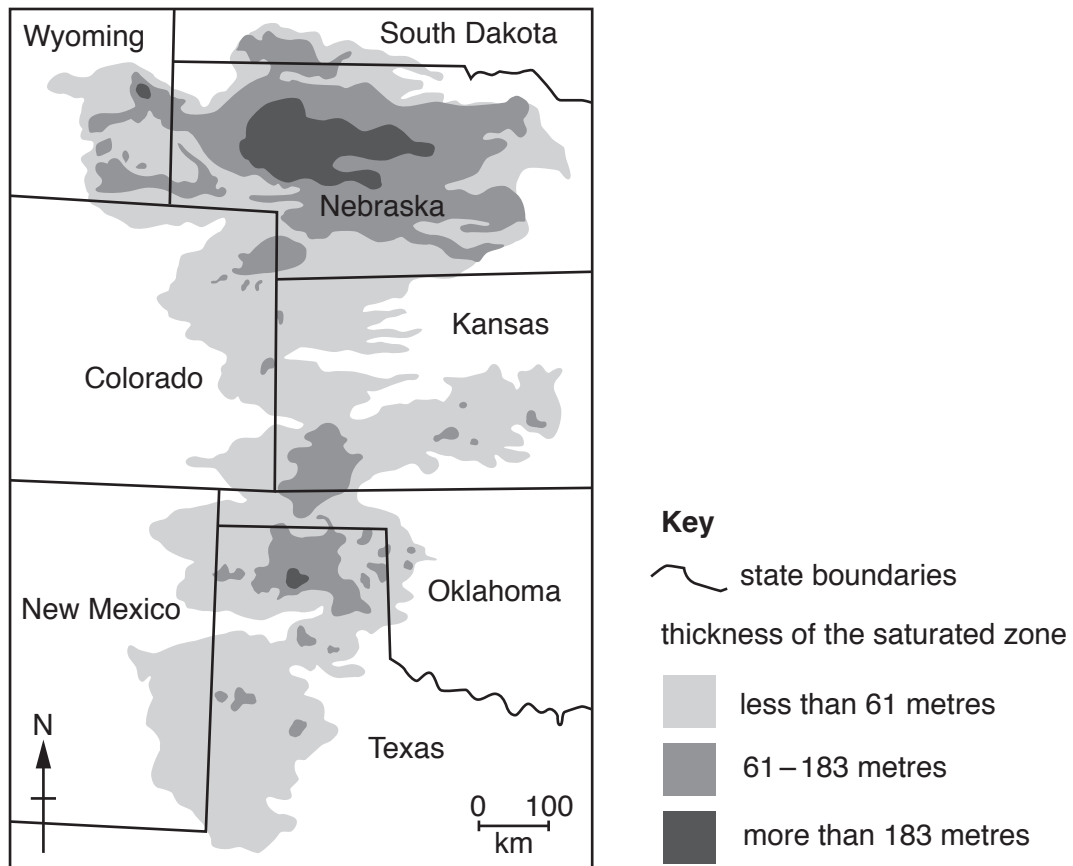 Wyoming
South Dakota
Nebraska
Kansas
Colorado
New Mexico
Oklahoma
Texas
N
0 100
km
Key
state boundaries
thickness of the saturated zone
less than 61 metres
61–183 metres
more than 183 metres